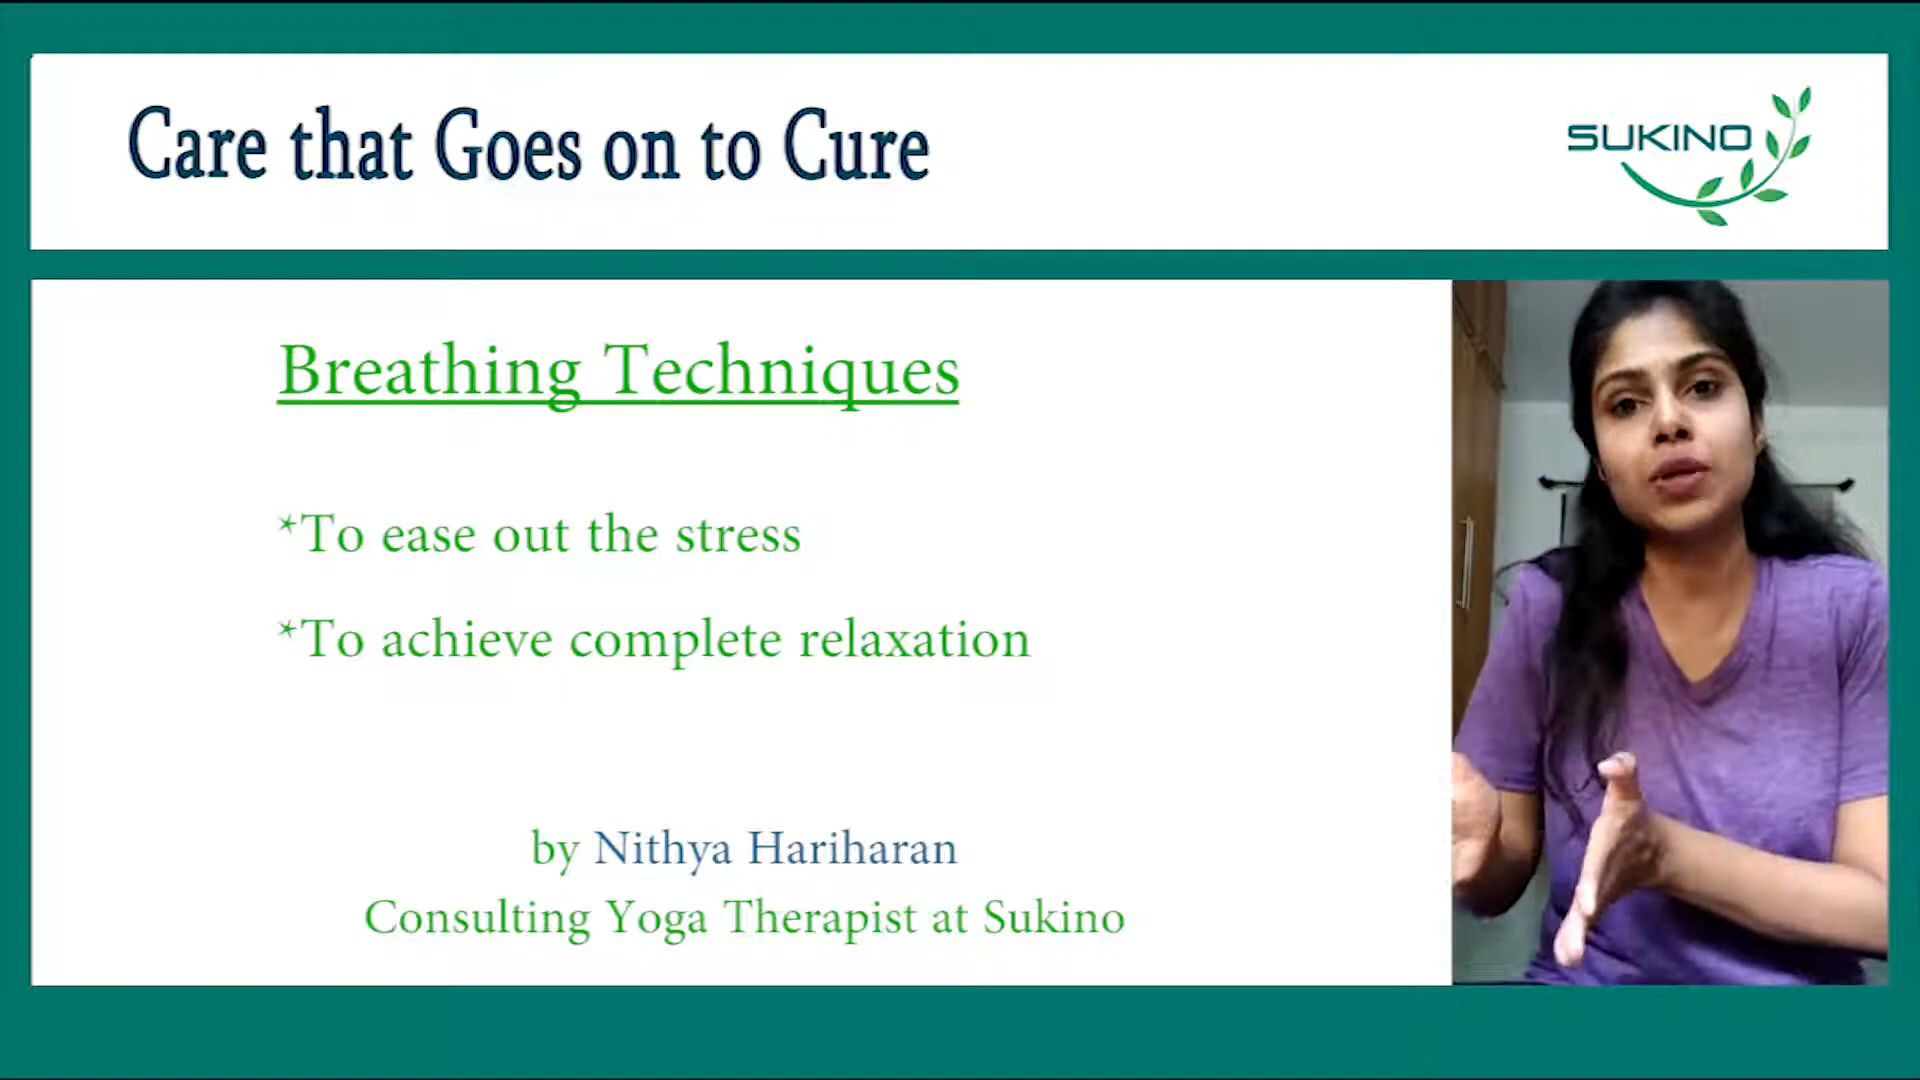 Care that Goes on to Cure
SUKINO
Breathing Techniques
*To ease out the stress
*To achieve complete relaxation
by Nithya Hariharan
Consulting Yoga Therapist at Sukino